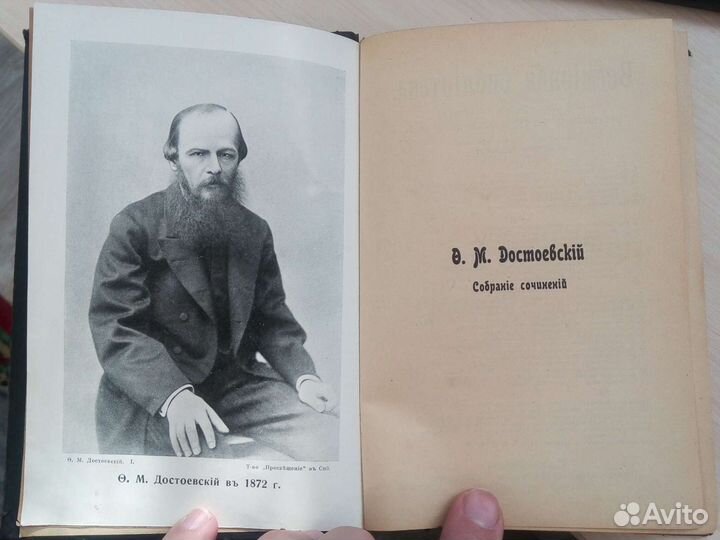 Ѳ. М. Достоевскій. I.
Т-во „Просвѣщеніе“ въ Спб.
Ѳ. М. Достоевскій въ 1872 г.
Ѳ. М. Достоевскій
Собраніе сочиненій
Avito